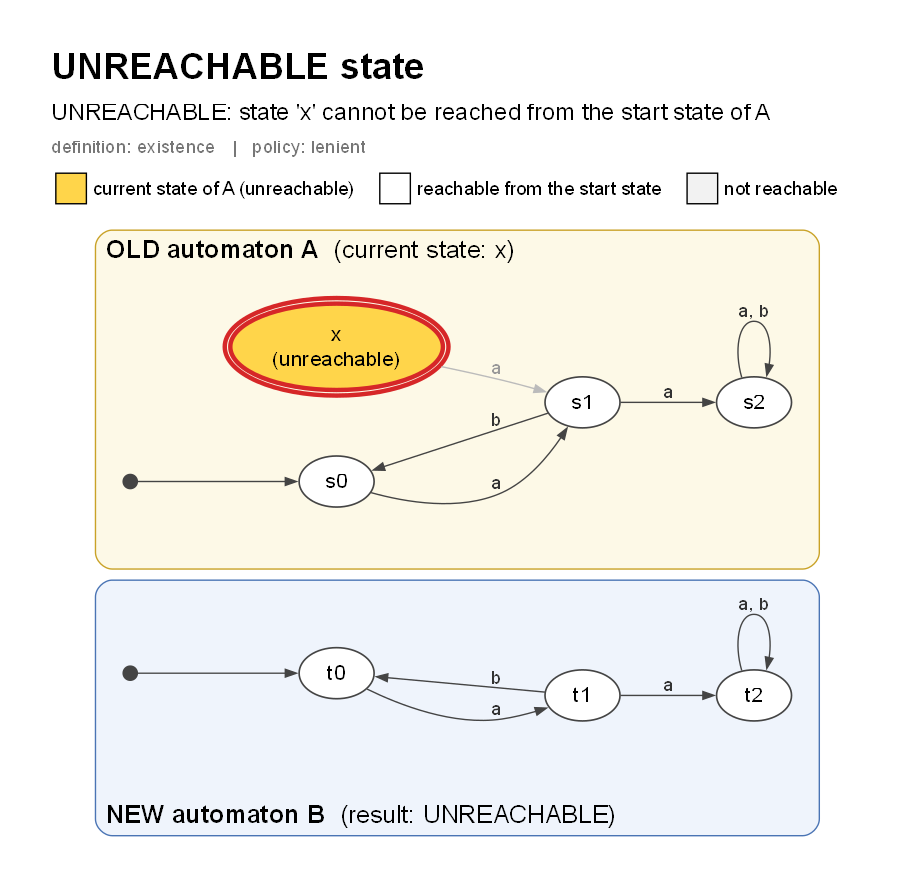 UNREACHABLE state
UNREACHABLE: state 'x' cannot be reached from the start state of A
definition: existence | policy: lenient
current state of A (unreachable) reachable from the start state not reachable
OLD automaton A (current state: x)
a, b
x
(unreachable)
a
s1
a
s2
b
s0
a
a, b
t0
b
a
t1
a
t2
NEW automaton B (result: UNREACHABLE)